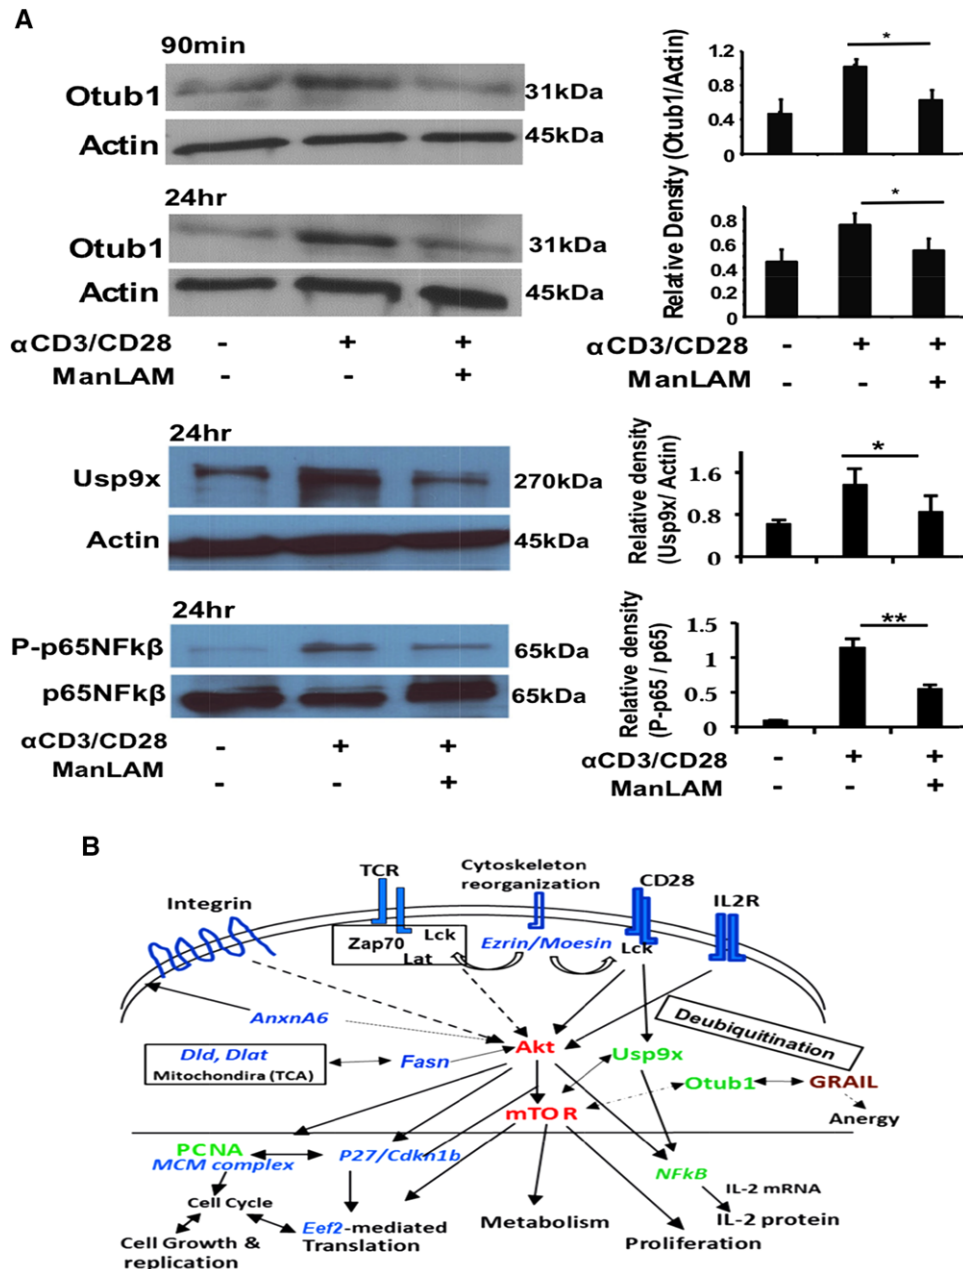 A
90min
Otub1
31kDa
Actin
45kDa
24hr
Otub1
31kDa
Actin
45kDa
αCD3/CD28 - + +
ManLAM - - +
Relative Density (Otub1/Actin)
1.2
0.8
0.4
0
*
0.8
0.6
0.4
0.2
0
*
αCD3/CD28 - + +
ManLAM - - +
24hr
Usp9x
270kDa
Actin
45kDa
24hr
P-p65NFkβ
65kDa
p65NFkβ
65kDa
αCD3/CD28 - + +
ManLAM - - +
Relative density
(Usp9x/ Actin)
1.6
0.8
0
*
Relative density
(P-p65 / p65)
1.5
1
0.5
0
**
αCD3/CD28 - + +
ManLAM - - +
B
Integrin
TCR
Cytoskeleton
reorganization
CD28
IL2R
Zap70
Lck
Lat
Ezrin/Moesin
Lck
AnxnA6
Deubiquitination
Dld, Dlat
Mitochondira (TCA)
Fasn
Akt
Usp9x
Otub1
GRAIL
Anergy
mTOR
PCNA
MCM complex
P27/Cdkn1b
NFkB
Cell Cycle
IL-2 mRNA
IL-2 protein
Cell Growth &
replication
Eef2-mediated
Translation
Metabolism
Proliferation